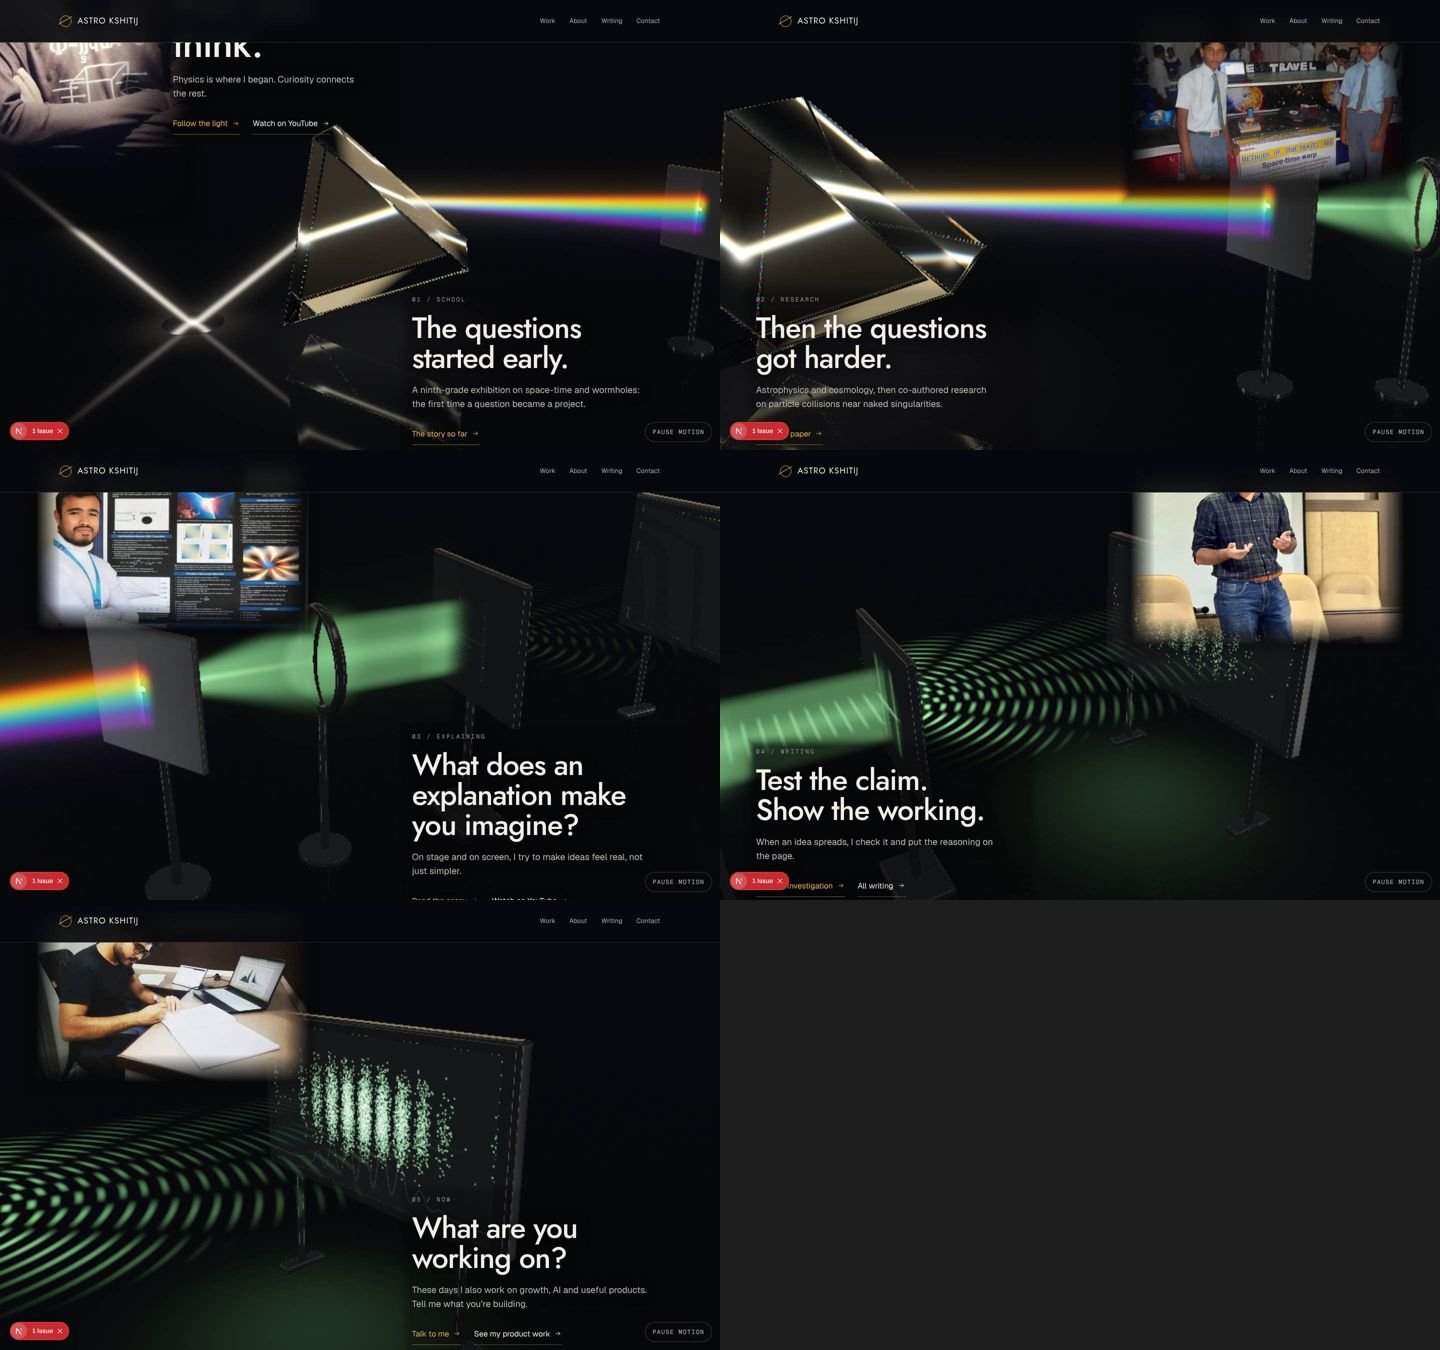 ASTRO KSHITIJ
Work About Writing Contact
think.
Physics is where I began. Curiosity connects
the rest.
Follow the light → Watch on YouTube →
01 / SCHOOL
The questions
started early.
A ninth-grade exhibition on space-time and wormholes:
the first time a question became a project.
The story so far →
1 Issue ×
PAUSE MOTION
ASTRO KSHITIJ
Work About Writing Contact
TRAVEL
METHODS OF TIME TRAVEL ARE
Space-time warp
02 / RESEARCH
Then the questions
got harder.
Astrophysics and cosmology, then co-authored research
on particle collisions near naked singularities.
paper →
1 Issue ×
PAUSE MOTION
ASTRO KSHITIJ
Work About Writing Contact
03 / EXPLAINING
What does an
explanation make
you imagine?
On stage and on screen, I try to make ideas feel real, not
just simpler.
1 Issue ×
PAUSE MOTION
ASTRO KSHITIJ
Work About Writing Contact
04 / WRITING
Test the claim.
Show the working.
When an idea spreads, I check it and put the reasoning on
the page.
investigation → All writing →
1 Issue ×
PAUSE MOTION
ASTRO KSHITIJ
Work About Writing Contact
05 / NOW
What are you
working on?
These days I also work on growth, AI and useful products.
Tell me what you're building.
Talk to me → See my product work →
1 Issue ×
PAUSE MOTION